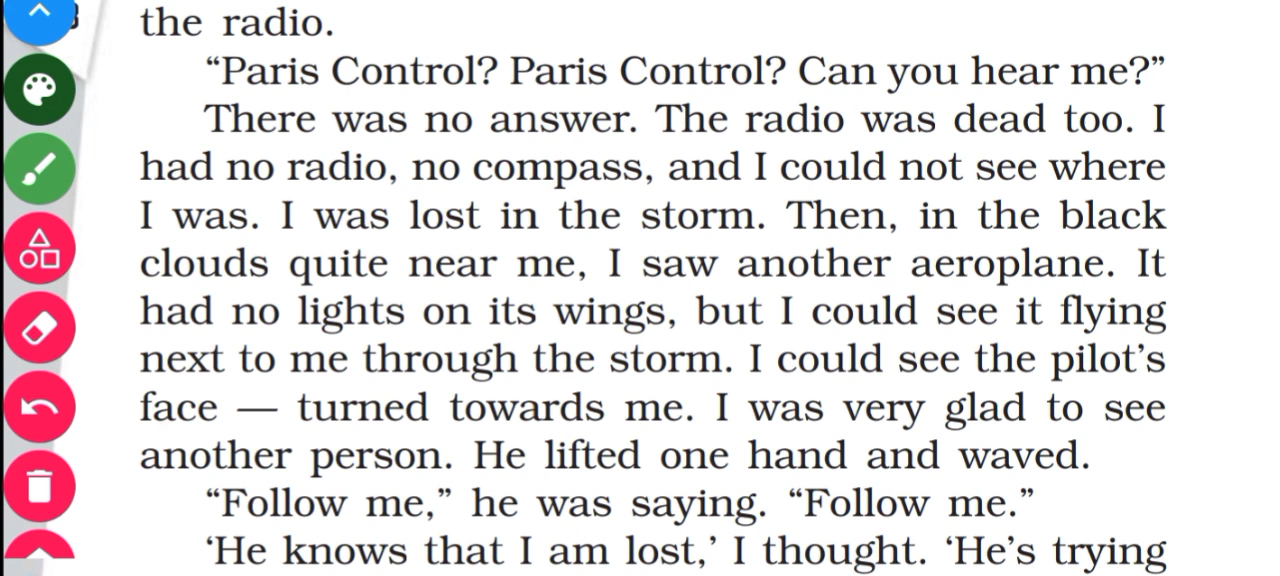 the radio.
“Paris Control? Paris Control? Can you hear me?”
There was no answer. The radio was dead too. I
had no radio, no compass, and I could not see where
I was. I was lost in the storm. Then, in the black
clouds quite near me, I saw another aeroplane. It
had no lights on its wings, but I could see it flying
next to me through the storm. I could see the pilot’s
face — turned towards me. I was very glad to see
another person. He lifted one hand and waved.
“Follow me,” he was saying. “Follow me.”
‘He knows that I am lost,’ I thought. ‘He’s trying